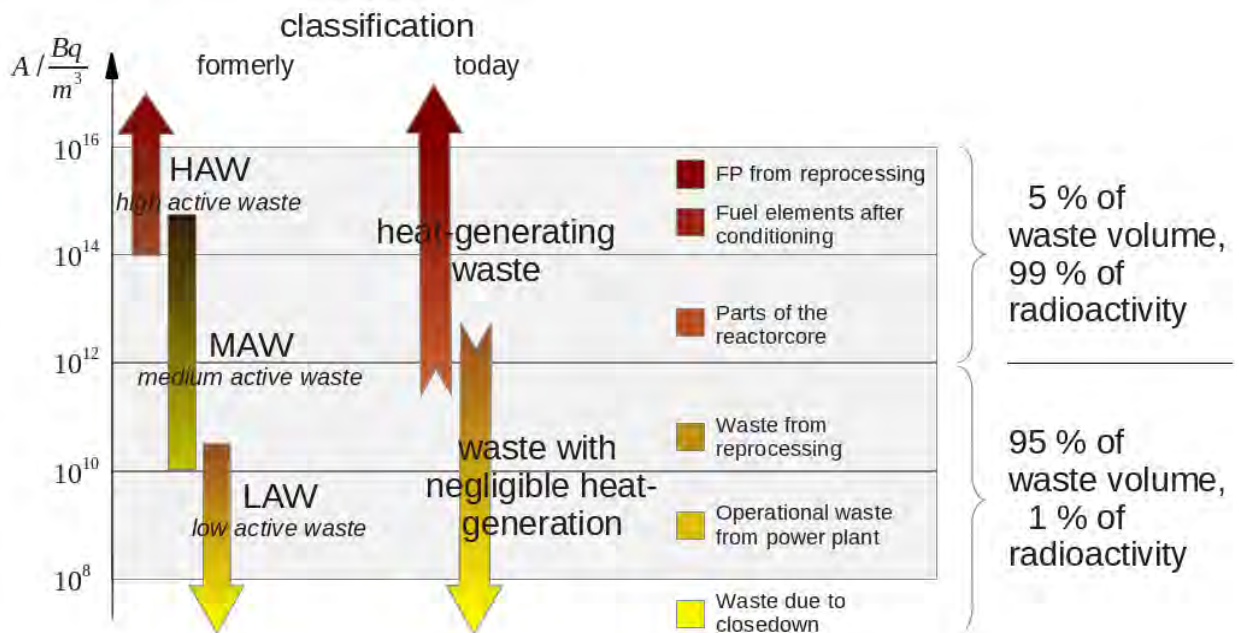 classification
formerly
today
A / Bq
m³
10¹⁶
HAW
high active waste
10¹⁴
MAW
10¹²
medium active waste
10¹⁰
LAW
low active waste
10⁸
heat-generating
waste
waste with
negligible heat-
generation
FP from reprocessing
Fuel elements after
conditioning
Parts of the
reactorcore
Waste from
reprocessing
Operational waste
from power plant
Waste due to
closedown
5 % of
waste volume,
99 % of
radioactivity
95 % of
waste volume,
1 % of
radioactivity